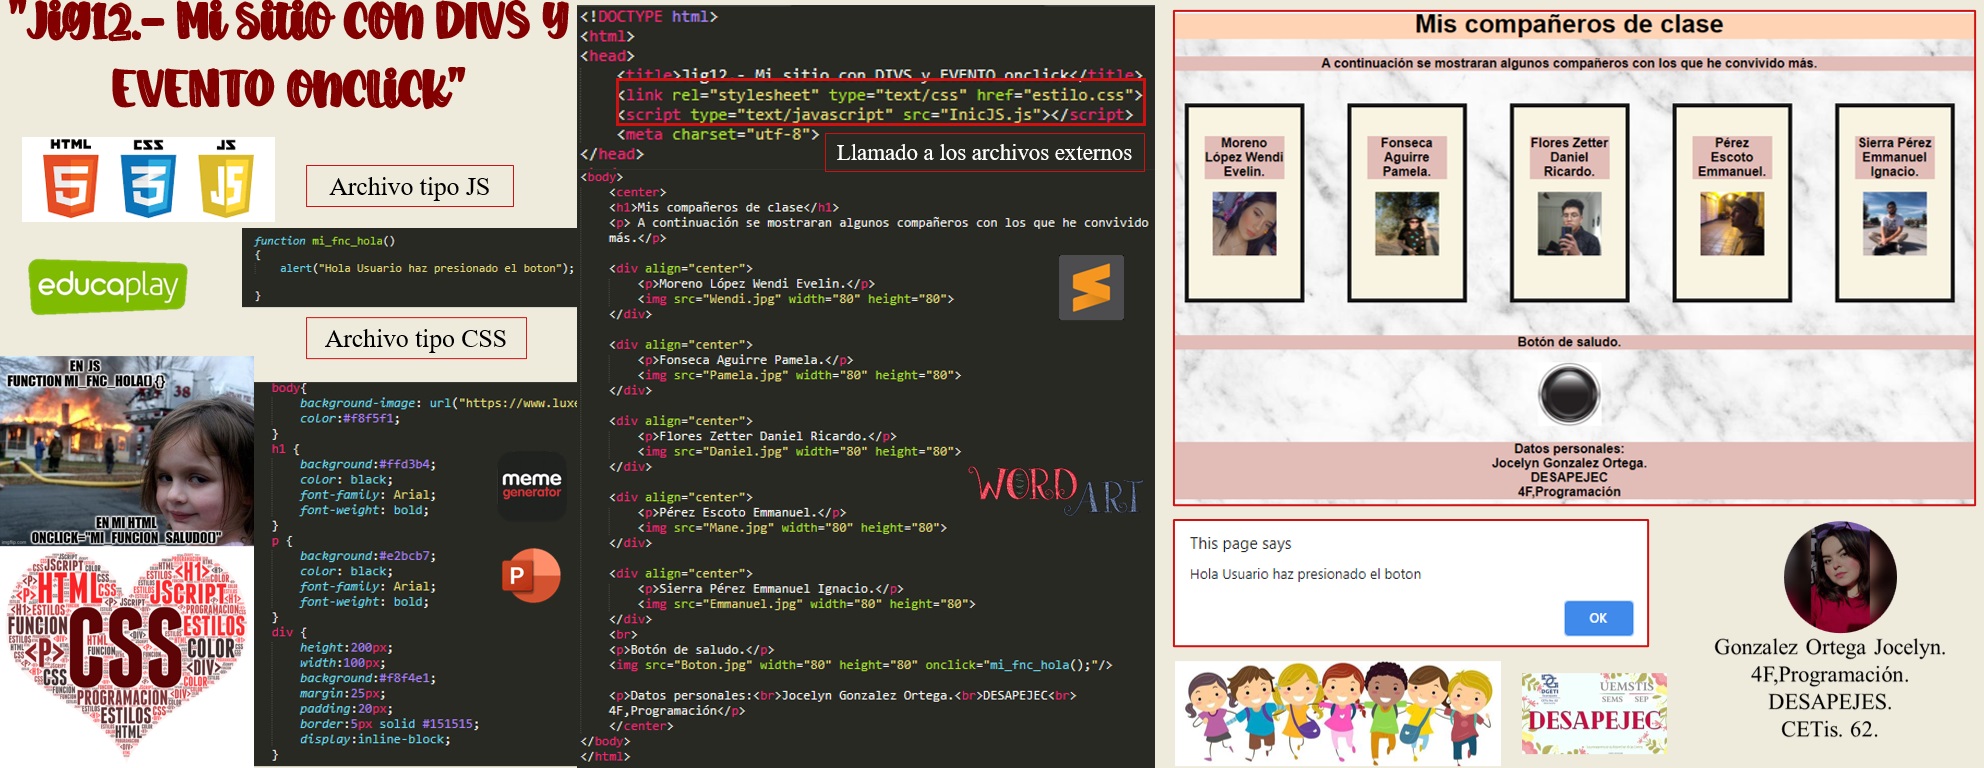 "Jig12.- Mi sitio con DIVS y
EVENTO onclick"
HTML CSS JS
5 3 JS
Archivo tipo JS
function mi_fnc_hola()
{
alert("Hola Usuario haz presionado el boton");
}
educaplay
Archivo tipo CSS
EN JS
FUNCTION MI_FNC_HOLA() {}
38
EN MI HTML
ONCLICK="MI_FUNCION_SALUDO()"
imgflip.com
body{
background-image: url("https://www.luxe
color:#f8f5f1;
}
h1 {
background:#ffd3b4;
color: black;
font-family: Arial;
font-weight: bold;
}
p {
background:#e2bcb7;
color: black;
font-family: Arial;
font-weight: bold;
}
div {
height:200px;
width:100px;
background:#f8f4e1;
margin:25px;
padding:20px;
border:5px solid #151515;
display:inline-block;
}
meme
generator
P
JSCRIPT
<P>
HTML
CSS
<H1>
JSCRIPT
ESTILOS
FUNCION
PROGRAMACION
ESTILOS
<P>
CSS
COLOR
<DIV>
CSS
PROGRAMACION
ESTILOS
HTML
<!DOCTYPE html>
<html>
<head>
<title>Jig12.- Mi sitio con DIVS y EVENTO onclick</title>
<link rel="stylesheet" type="text/css" href="estilo.css">
<script type="text/javascript" src="InicJS.js"></script>
<meta charset="utf-8">
</head>
Llamado a los archivos externos
<body>
<center>
<h1>Mis compañeros de clase</h1>
<p> A continuación se mostraran algunos compañeros con los que he convivido
más.</p>
<div align="center">
<p>Moreno López Wendi Evelin.</p>
<img src="Wendi.jpg" width="80" height="80">
</div>
<div align="center">
<p>Fonseca Aguirre Pamela.</p>
<img src="Pamela.jpg" width="80" height="80">
</div>
<div align="center">
<p>Flores Zetter Daniel Ricardo.</p>
<img src="Daniel.jpg" width="80" height="80">
</div>
<div align="center">
<p>Pérez Escoto Emmanuel.</p>
<img src="Mane.jpg" width="80" height="80">
</div>
<div align="center">
<p>Sierra Pérez Emmanuel Ignacio.</p>
<img src="Emmanuel.jpg" width="80" height="80">
</div>
<br>
<p>Botón de saludo.</p>
<img src="Boton.jpg" width="80" height="80" onclick="mi_fnc_hola();"/>
<p>Datos personales:<br>Jocelyn Gonzalez Ortega.<br>DESAPEJEC<br>
4F,Programación</p>
</center>
</body>
</html>
WORD ART
Mis compañeros de clase
A continuación se mostraran algunos compañeros con los que he convivido más.
Moreno
López Wendi
Evelin.
Fonseca
Aguirre
Pamela.
Flores Zetter
Daniel
Ricardo.
Pérez
Escoto
Emmanuel.
Sierra Pérez
Emmanuel
Ignacio.
Botón de saludo.
Datos personales:
Jocelyn Gonzalez Ortega.
DESAPEJEC
4F,Programación
This page says
Hola Usuario haz presionado el boton
OK
DGETI
UEMSTIS
SEMS SEP
DESAPEJEC
Gonzalez Ortega Jocelyn.
4F,Programación.
DESAPEJES.
CETis. 62.